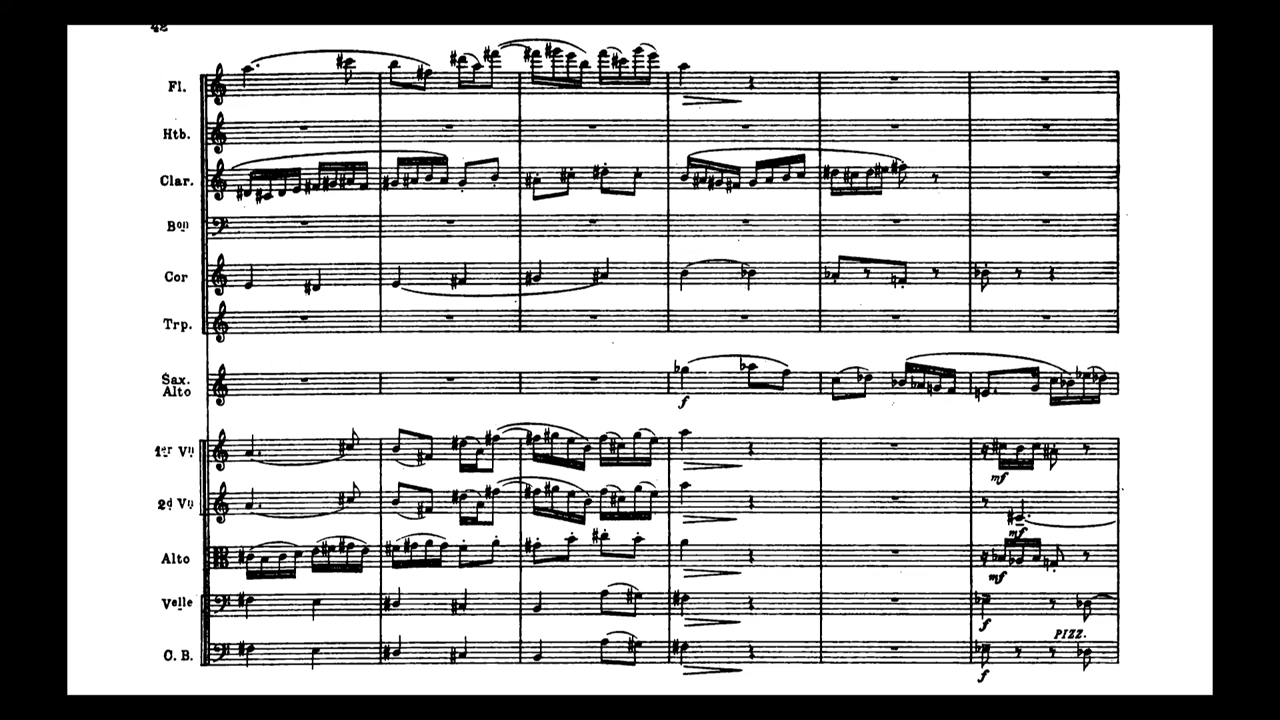 42
Fl.
Htb.
Clar.
Bon
Cor
Trp.
Sax.
Alto
f
1er Vn
mf
2d Vn
mf
Alto
mf
Velle
f
PIZZ.
C. B.
f